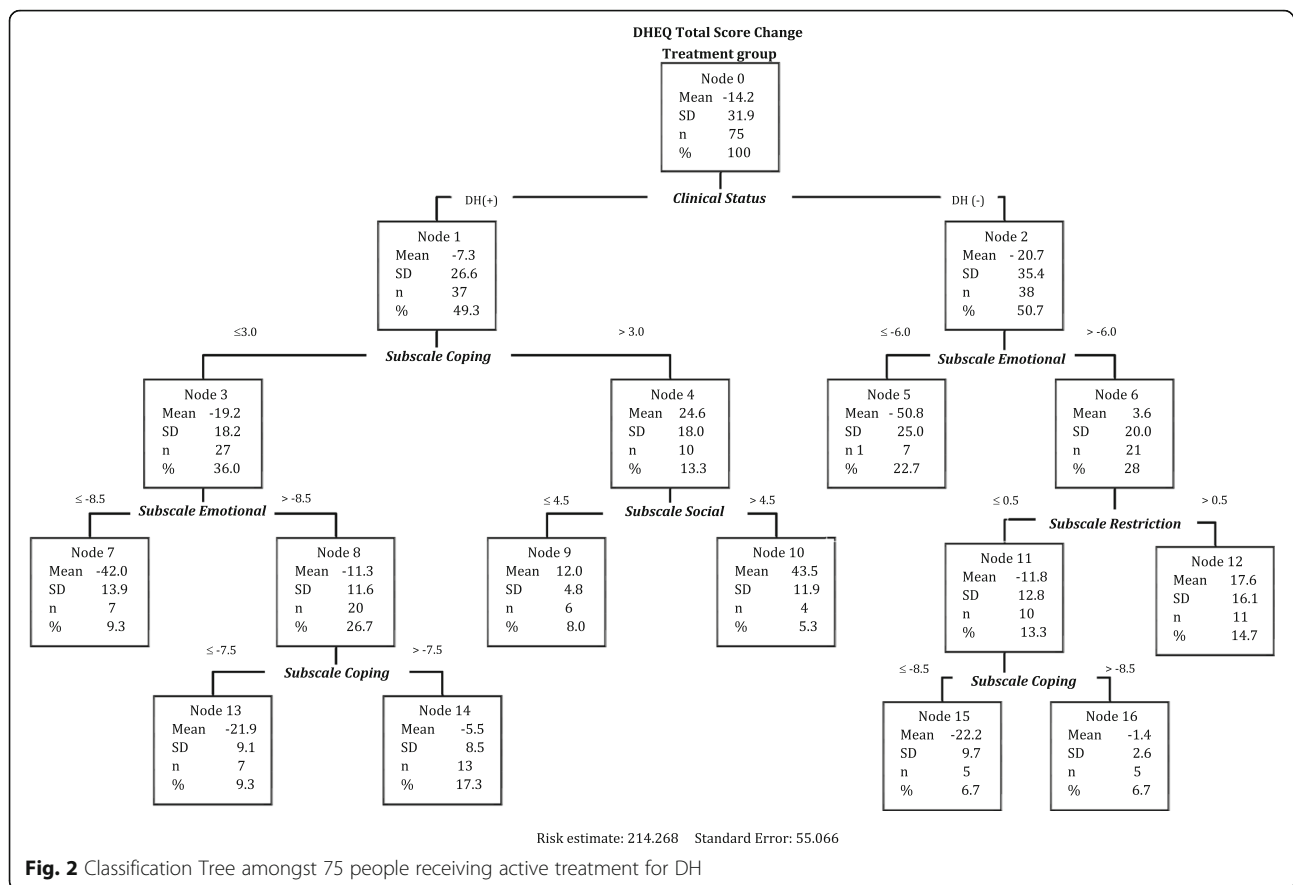 DHEQ Total Score Change
Treatment group
Node 0
Mean -14.2
SD 31.9
n 75
% 100
DH(+)
Clinical Status
DH (-)
Node 1
Mean -7.3
SD 26.6
n 37
% 49.3
Node 2
Mean - 20.7
SD 35.4
n 38
% 50.7
≤3.0
Subscale Coping
> 3.0
≤ -6.0
Subscale Emotional
> -6.0
Node 3
Mean -19.2
SD 18.2
n 27
% 36.0
Node 4
Mean 24.6
SD 18.0
n 10
% 13.3
Node 5
Mean - 50.8
SD 25.0
n 1 7
% 22.7
Node 6
Mean 3.6
SD 20.0
n 21
% 28
≤ -8.5
Subscale Emotional
> -8.5
≤ 4.5
Subscale Social
> 4.5
≤ 0.5
Subscale Restriction
> 0.5
Node 7
Mean -42.0
SD 13.9
n 7
% 9.3
Node 8
Mean -11.3
SD 11.6
n 20
% 26.7
Node 9
Mean 12.0
SD 4.8
n 6
% 8.0
Node 10
Mean 43.5
SD 11.9
n 4
% 5.3
Node 11
Mean -11.8
SD 12.8
n 10
% 13.3
Node 12
Mean 17.6
SD 16.1
n 11
% 14.7
≤ -7.5
Subscale Coping
> -7.5
≤ -8.5
Subscale Coping
> -8.5
Node 13
Mean -21.9
SD 9.1
n 7
% 9.3
Node 14
Mean -5.5
SD 8.5
n 13
% 17.3
Node 15
Mean -22.2
SD 9.7
n 5
% 6.7
Node 16
Mean -1.4
SD 2.6
n 5
% 6.7
Risk estimate: 214.268 Standard Error: 55.066
Fig. 2 Classification Tree amongst 75 people receiving active treatment for DH